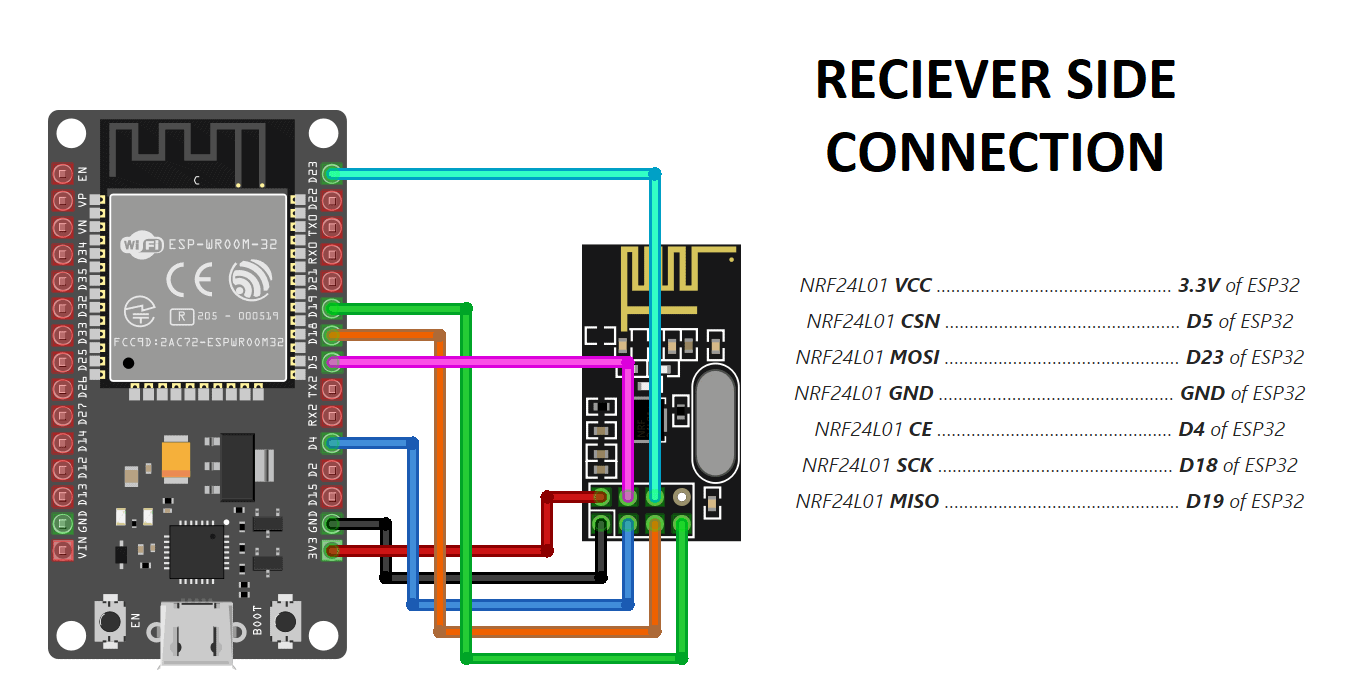 RECIEVER SIDE
CONNECTION
NRF24L01 VCC ............................................. 3.3V of ESP32
NRF24L01 CSN ............................................. D5 of ESP32
NRF24L01 MOSI ............................................. D23 of ESP32
NRF24L01 GND ............................................. GND of ESP32
NRF24L01 CE ............................................. D4 of ESP32
NRF24L01 SCK ............................................. D18 of ESP32
NRF24L01 MISO ............................................. D19 of ESP32
C
WiFi ESP-WROOM-32
CE
R 205 - 000519
FCC9D:2AC72-ESPWROOM32
EN
VP
VN
D34
D35
D32
D33
D25
D26
D27
D14
D12
D13
GND
VIN
D23
D22
TX0
RX0
D21
D19
D18
D5
TX2
RX2
D4
D2
D15
GND
3V3
EN
BOOT